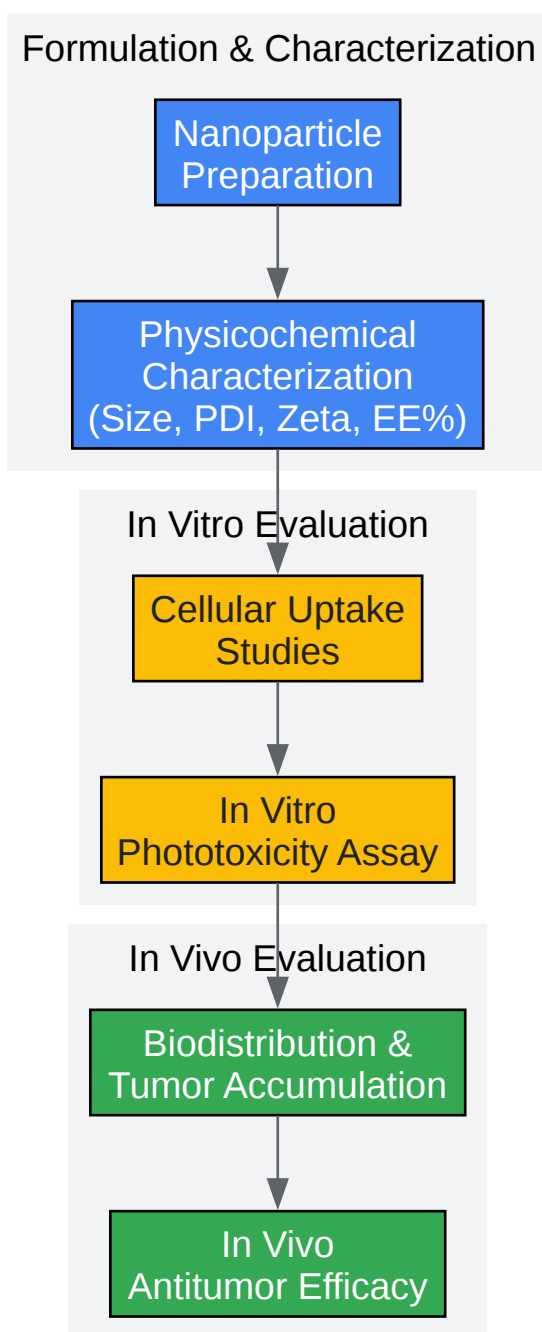 Formulation & Characterization
Nanoparticle
Preparation
Physicochemical
Characterization
(Size, PDI, Zeta, EE%)
In Vitro Evaluation
Cellular Uptake
Studies
In Vitro
Phototoxicity Assay
In Vivo Evaluation
Biodistribution &
Tumor Accumulation
In Vivo
Antitumor Efficacy